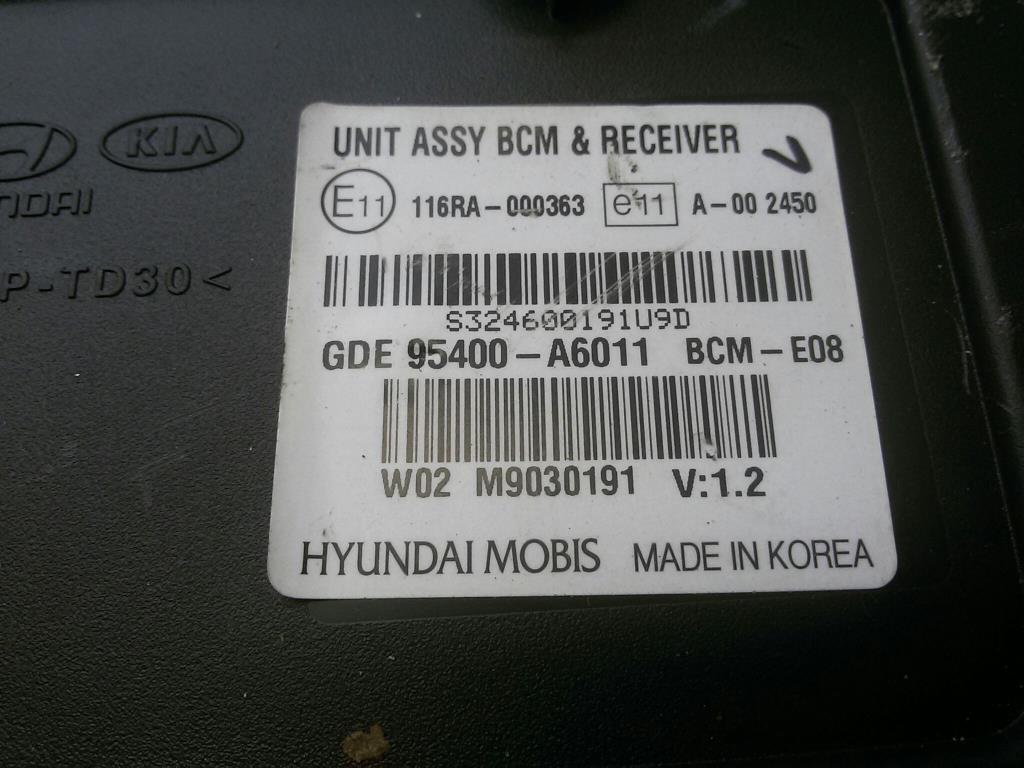 KIA
UNIT ASSY BCM & RECEIVER
E11 116RA-000363 e11 A-00 2450
S324600191U9D
GDE 95400-A6011 BCM-E08
W02 M9030191 V:1.2
HYUNDAI MOBIS MADE IN KOREA
NDAI
P-TD30<